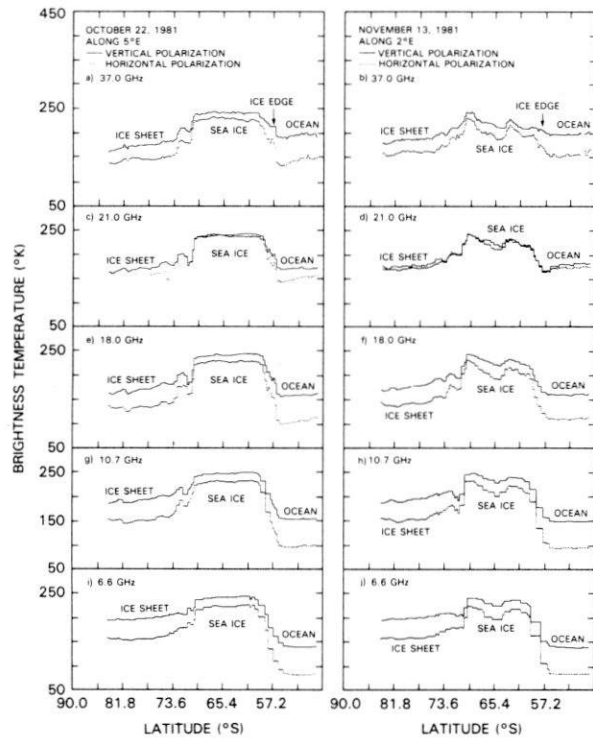 OCTOBER 22, 1981
ALONG 5°E
VERTICAL POLARIZATION
HORIZONTAL POLARIZATION
a) 37.0 GHz
ICE EDGE
ICE SHEET
SEA ICE
OCEAN
NOVEMBER 13, 1981
ALONG 2°E
VERTICAL POLARIZATION
HORIZONTAL POLARIZATION
b) 37.0 GHz
ICE EDGE
ICE SHEET
SEA ICE
OCEAN
450
250
50
c) 21.0 GHz
ICE SHEET
SEA ICE
OCEAN
d) 21.0 GHz
SEA ICE
ICE SHEET
OCEAN
250
50
e) 18.0 GHz
ICE SHEET
SEA ICE
OCEAN
f) 18.0 GHz
ICE SHEET
SEA ICE
OCEAN
250
50
g) 10.7 GHz
ICE SHEET
SEA ICE
OCEAN
h) 10.7 GHz
ICE SHEET
SEA ICE
OCEAN
250
150
50
i) 6.6 GHz
ICE SHEET
SEA ICE
OCEAN
j) 6.6 GHz
ICE SHEET
SEA ICE
OCEAN
250
50
BRIGHTNESS TEMPERATURE (°K)
90.0 81.8 73.6 65.4 57.2
LATITUDE (°S)
90.0 81.8 73.6 65.4 57.2
LATITUDE (°S)